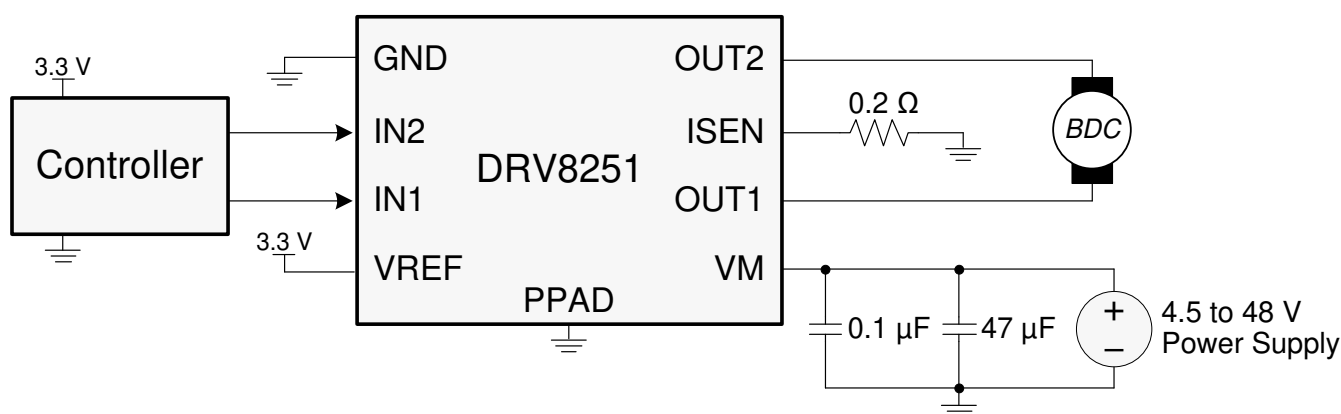 3.3 V
Controller
3.3 V
GND
IN2
IN1
VREF
DRV8251
PPAD
OUT2
ISEN
OUT1
VM
0.2 Ω
BDC
0.1 µF
47 µF
+
–
4.5 to 48 V
Power Supply